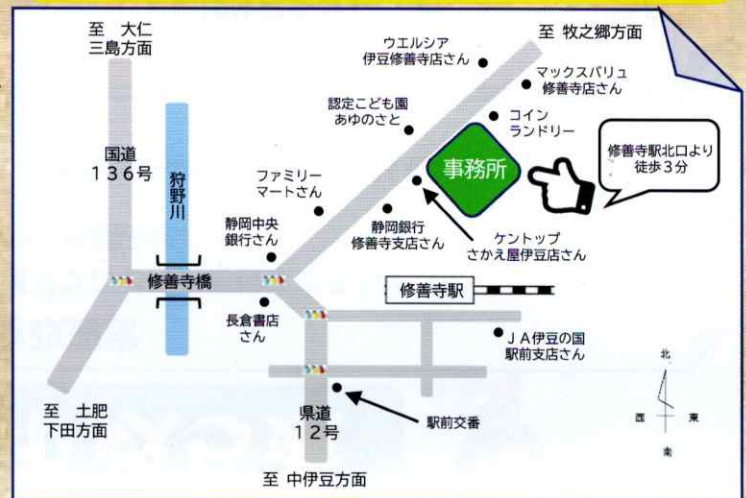 至 大仁
三島方面
ウエルシア
伊豆修善寺店さん
至 牧之郷方面
マックスバリュ
修善寺店さん
認定こども園
あゆのさと
コイン
ランドリー
国道
136号
狩野川
ファミリー
マートさん
事務所
修善寺駅北口より
徒歩3分
静岡中央
銀行さん
静岡銀行
修善寺支店さん
ケントップ
さかえ屋伊豆店さん
修善寺橋
修善寺駅
長倉書店
さん
JA伊豆の国
駅前支店さん
至 土肥
下田方面
県道
12号
駅前交番
至 中伊豆方面
北
西
東
南